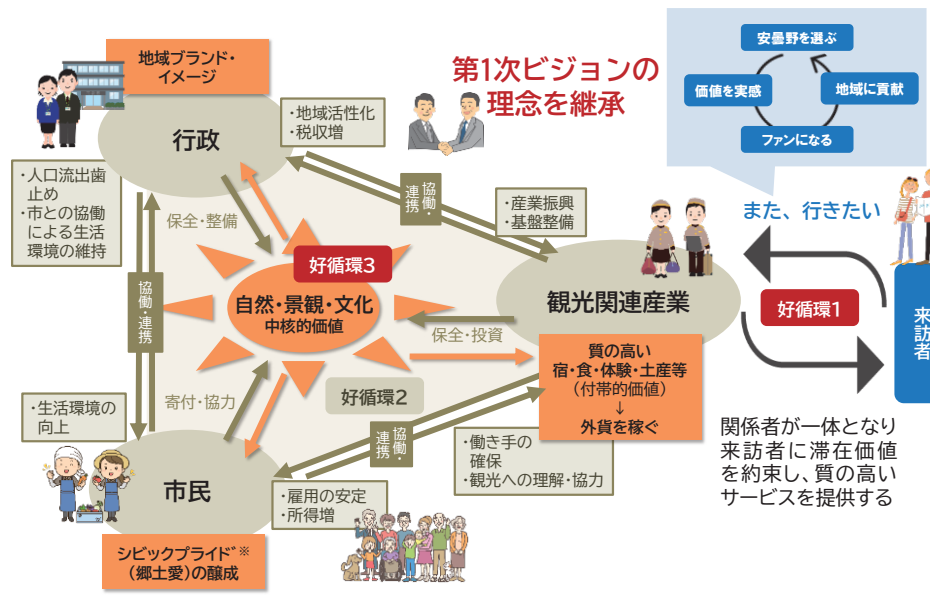 地域ブランド・
イメージ
行政
・地域活性化
・税収増
第1次ビジョンの
理念を継承
安曇野を選ぶ
価値を実感
地域に貢献
ファンになる
・人口流出歯
止め
・市との協働
による生活
環境の維持
保全・整備
協働・
連携
・産業振興
・基盤整備
また、行きたい
好循環3
自然・景観・文化
中核的価値
観光関連産業
好循環1
来訪者
協働・連携
保全・投資
質の高い
宿・食・体験・土産等
（付帯的価値）
↓
外貨を稼ぐ
好循環2
寄付・協力
・生活環境の
向上
協働・
連携
・働き手の
確保
・観光への理解・協力
関係者が一体となり
来訪者に滞在価値
を約束し、質の高い
サービスを提供する
市民
・雇用の安定
・所得増
シビックプライド※
（郷土愛）の醸成